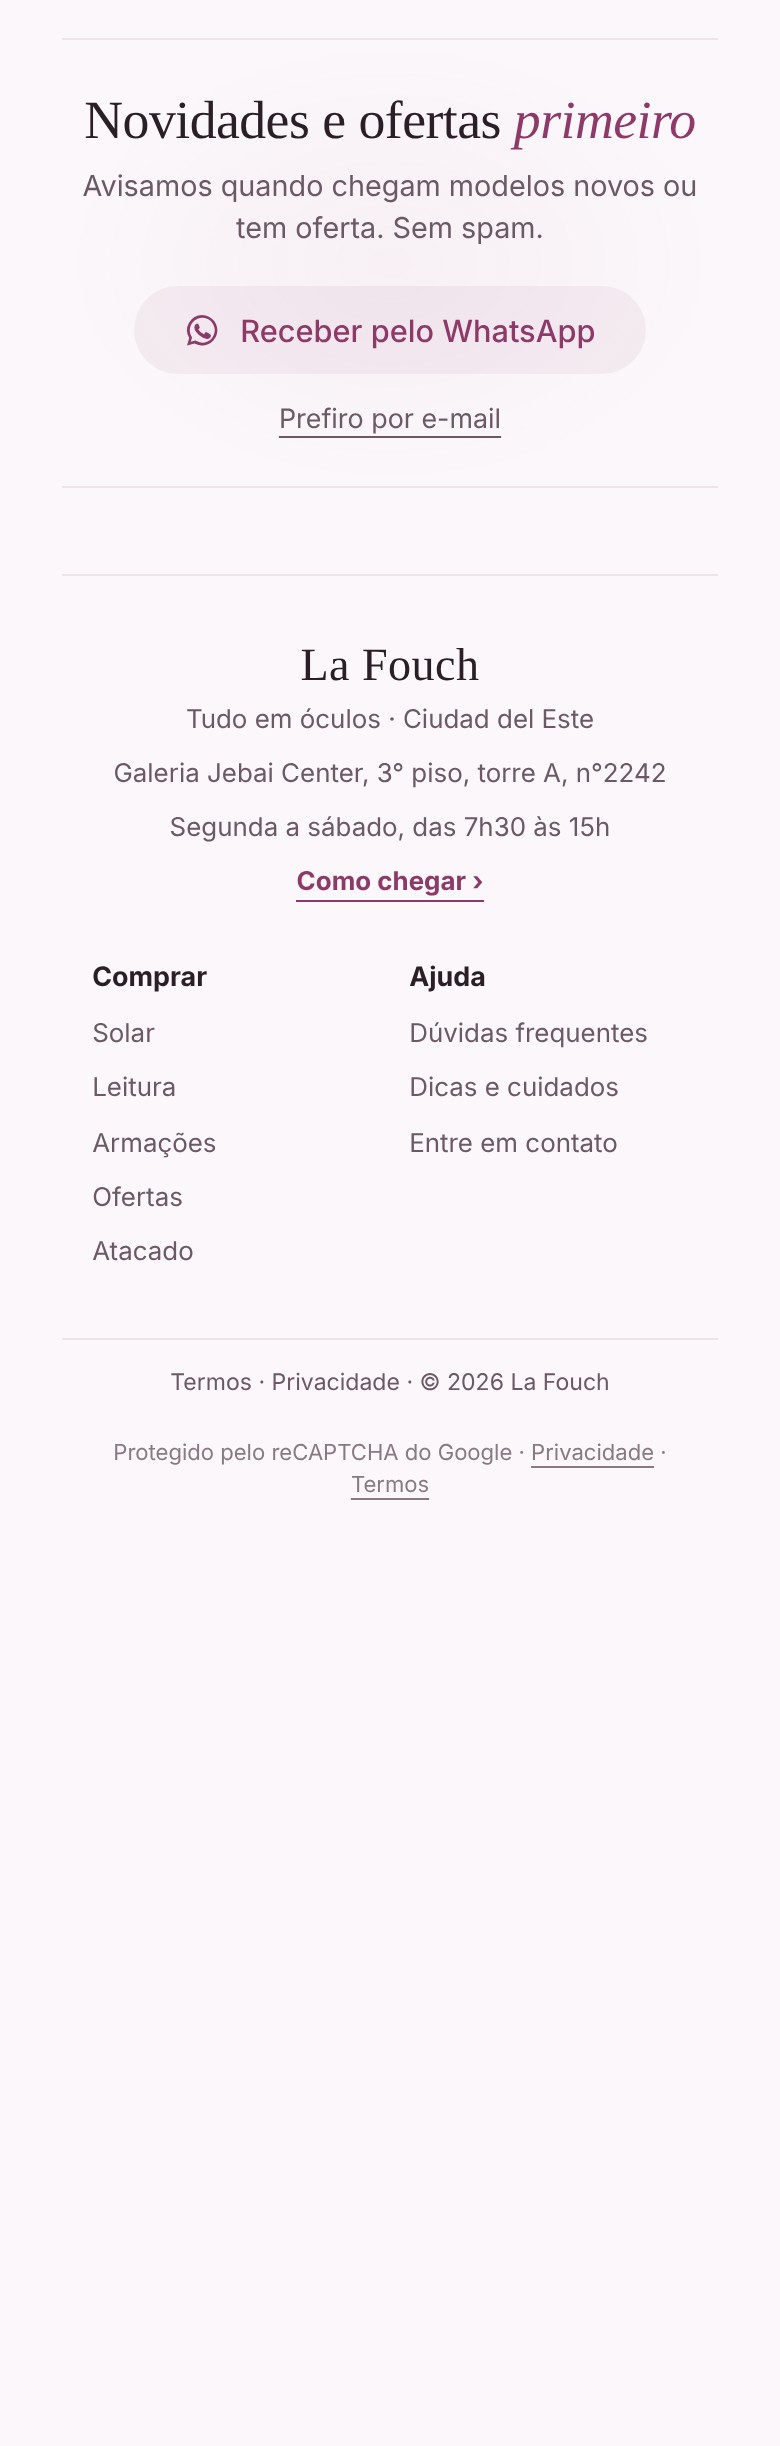 Novidades e ofertas primeiro
Avisamos quando chegam modelos novos ou
tem oferta. Sem spam.
Receber pelo WhatsApp
Prefiro por e-mail
La Fouch
Tudo em óculos · Ciudad del Este
Galeria Jebai Center, 3° piso, torre A, n°2242
Segunda a sábado, das 7h30 às 15h
Como chegar ›
Comprar
Solar
Leitura
Armações
Ofertas
Atacado
Ajuda
Dúvidas frequentes
Dicas e cuidados
Entre em contato
Termos · Privacidade · © 2026 La Fouch
Protegido pelo reCAPTCHA do Google · Privacidade ·
Termos